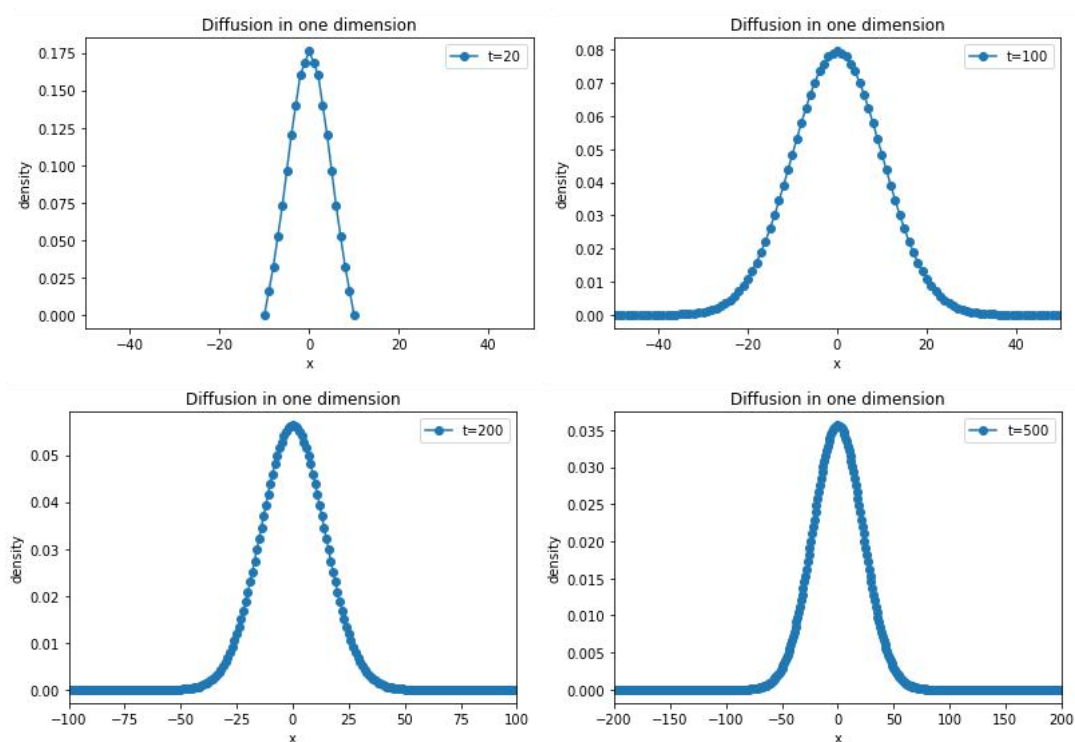 Diffusion in one dimension
t=20
0.175
0.150
0.125
0.100
0.075
0.050
0.025
0.000
density
−40 −20 0 20 40
x
Diffusion in one dimension
t=100
0.08
0.07
0.06
0.05
0.04
0.03
0.02
0.01
0.00
density
−40 −20 0 20 40
x
Diffusion in one dimension
t=200
0.05
0.04
0.03
0.02
0.01
0.00
density
−100 −75 −50 −25 0 25 50 75 100
x
Diffusion in one dimension
t=500
0.035
0.030
0.025
0.020
0.015
0.010
0.005
0.000
density
−200 −150 −100 −50 0 50 100 150 200
x